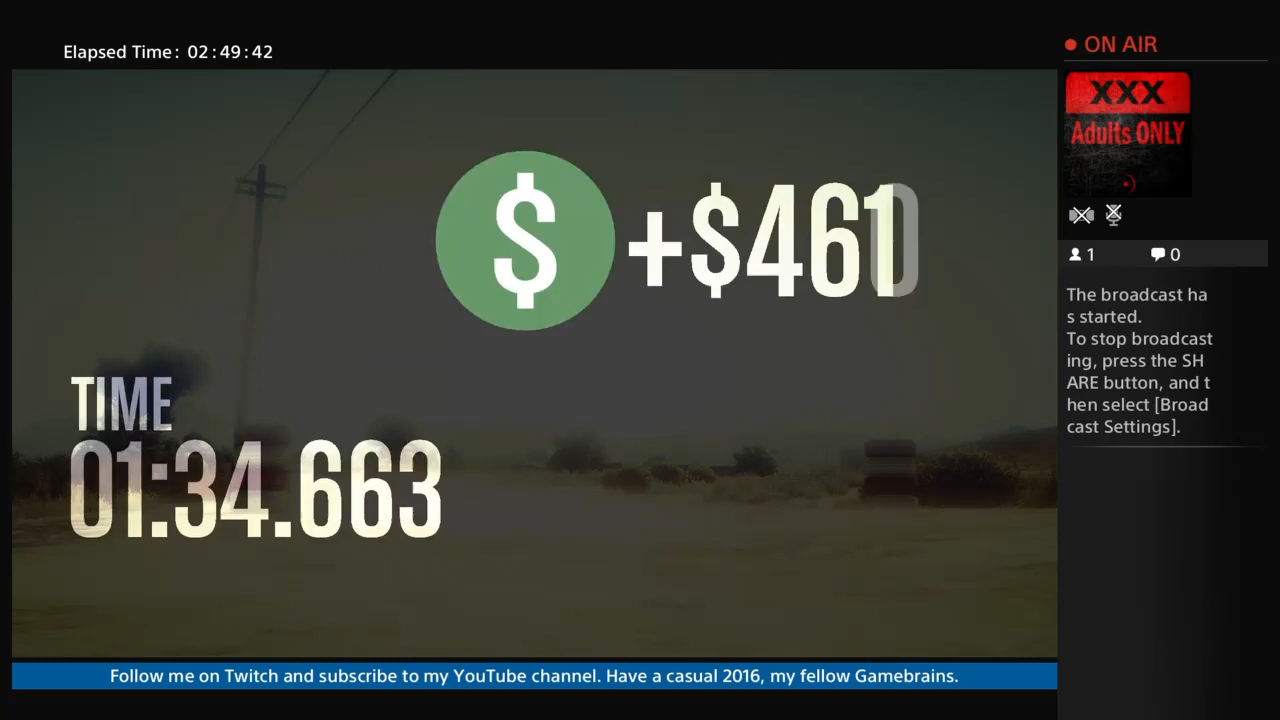 Elapsed Time: 02:49:42
ON AIR
XXX
Adults ONLY
$ +$461
1
0
The broadcast ha
s started.
To stop broadcast
ing, press the SH
ARE button, and t
hen select [Broad
cast Settings].
TIME
01:34.663
Follow me on Twitch and subscribe to my YouTube channel. Have a casual 2016, my fellow Gamebrains.